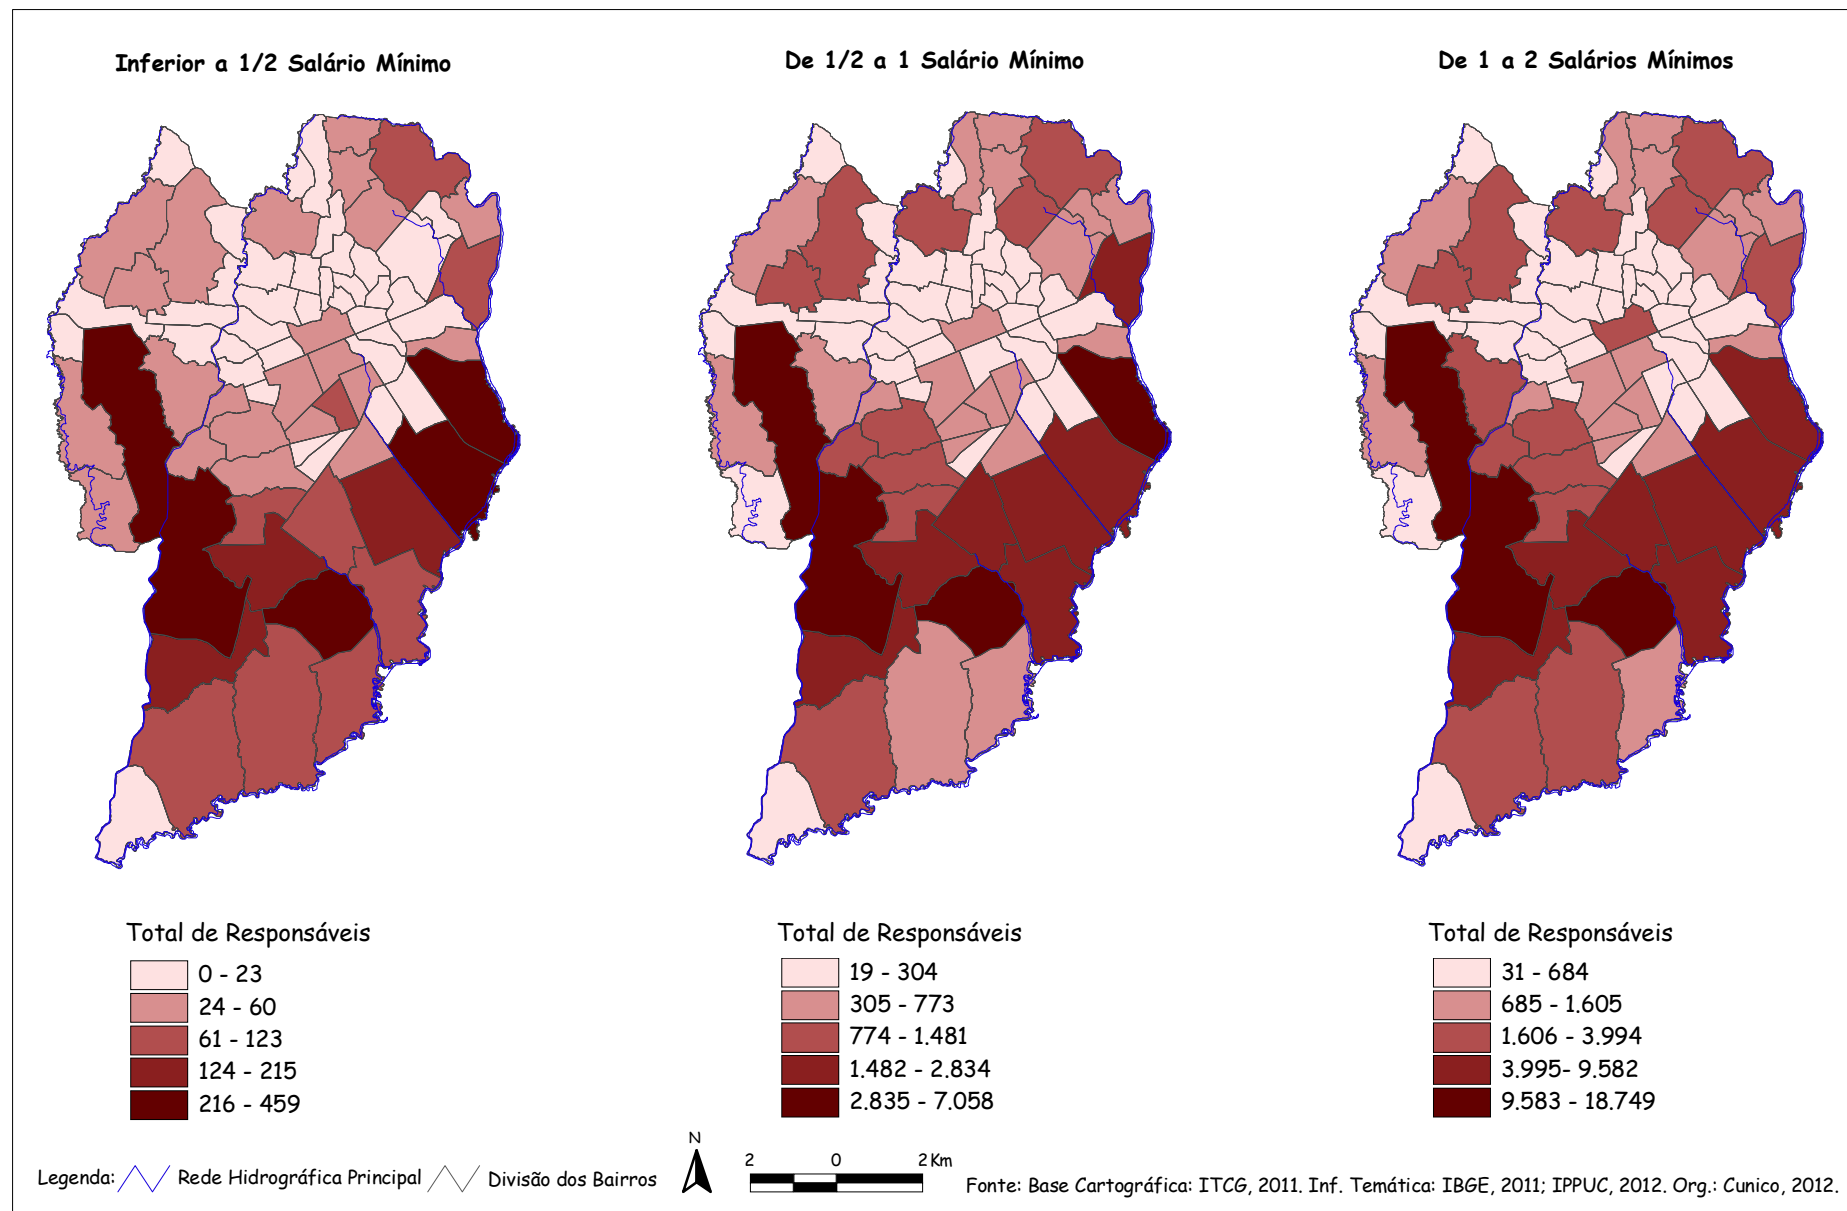 Inferior a 1/2 Salário Mínimo
De 1/2 a 1 Salário Mínimo
De 1 a 2 Salários Mínimos
Total de Responsáveis
0 - 23
24 - 60
61 - 123
124 - 215
216 - 459
Total de Responsáveis
19 - 304
305 - 773
774 - 1.481
1.482 - 2.834
2.835 - 7.058
Total de Responsáveis
31 - 684
685 - 1.605
1.606 - 3.994
3.995- 9.582
9.583 - 18.749
Legenda: Rede Hidrográfica Principal Divisão dos Bairros
N
2 0 2 Km
Fonte: Base Cartográfica: ITCG, 2011. Inf. Temática: IBGE, 2011; IPPUC, 2012. Org.: Cunico, 2012.